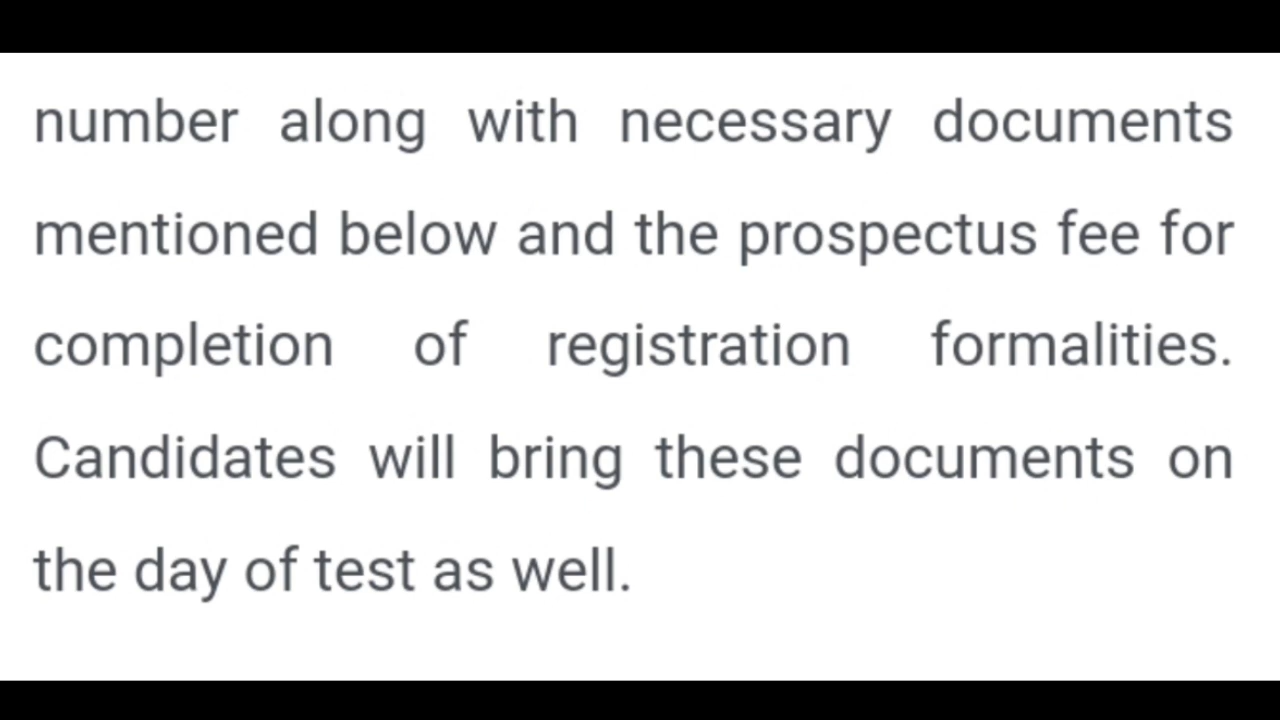 number along with necessary documents
mentioned below and the prospectus fee for
completion of registration formalities.
Candidates will bring these documents on
the day of test as well.